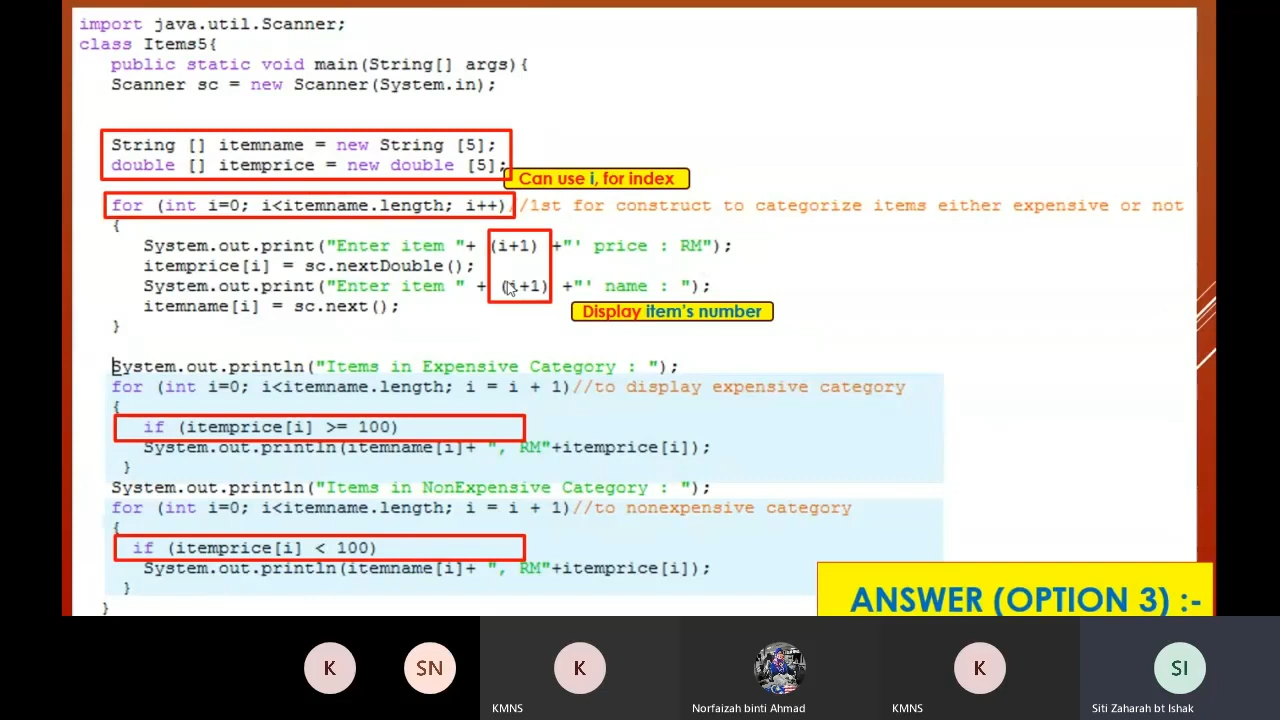 import java.util.Scanner;
class Items5{
public static void main(String[] args){
Scanner sc = new Scanner(System.in);
String [] itemname = new String [5];
double [] itemprice = new double [5];
Can use i, for index
for (int i=0; i<itemname.length; i++)//1st for construct to categorize items either expensive or not
{
System.out.print("Enter item "+ (i+1) +"' price : RM");
itemprice[i] = sc.nextDouble();
System.out.print("Enter item " + (i+1) +"' name : ");
itemname[i] = sc.next();
Display item's number
}
System.out.println("Items in Expensive Category : ");
for (int i=0; i<itemname.length; i = i + 1)//to display expensive category
{
if (itemprice[i] >= 100)
System.out.println(itemname[i]+ ", RM"+itemprice[i]);
}
System.out.println("Items in NonExpensive Category : ");
for (int i=0; i<itemname.length; i = i + 1)//to nonexpensive category
{
if (itemprice[i] < 100)
System.out.println(itemname[i]+ ", RM"+itemprice[i]);
}
}
ANSWER (OPTION 3) :-
K
SN
K
K
SI
KMNS
Norfaizah binti Ahmad
KMNS
Siti Zaharah bt Ishak